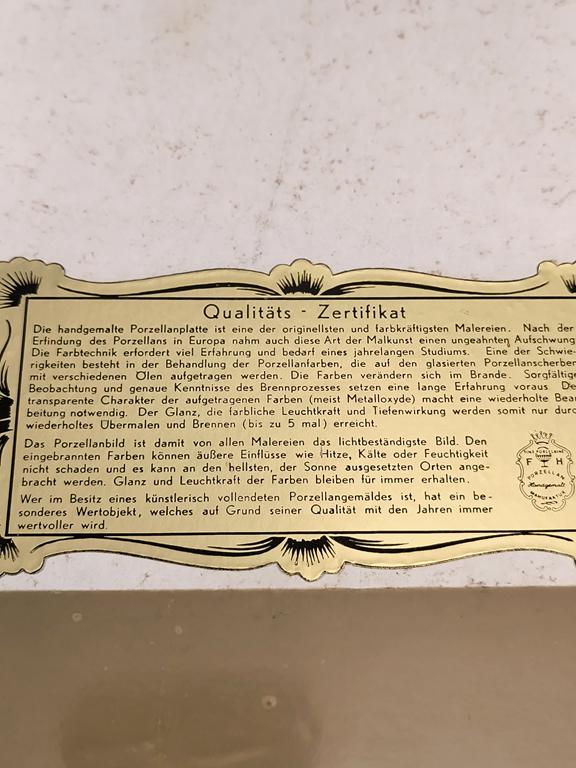 Qualitäts - Zertifikat
Die handgemalte Porzellanplatte ist eine der originellsten und farbkräftigsten Malereien. Nach der
Erfindung des Porzellans in Europa nahm auch diese Art der Malkunst einen ungeahnten Aufschwung
Die Farbtechnik erfordert viel Erfahrung und bedarf eines jahrelangen Studiums. Eine der Schwie-
rigkeiten besteht in der Behandlung der Porzellanfarben, die auf den glasierten Porzellanscherben
mit verschiedenen Olen aufgetragen werden. Die Farben verändern sich im Brande. Sorgfältige
Beobachtung und genaue Kenntnisse des Brennprozesses setzen eine lange Erfahrung voraus. De
transparente Charakter der aufgetragenen Farben (meist Metalloxyde) macht eine wiederholte Bear
beitung notwendig. Der Glanz, die farbliche Leuchtkraft und Tiefenwirkung werden somit nur durc
wiederholtes Übermalen und Brennen (bis zu 5 mal) erreicht.
Das Porzellanbild ist damit von allen Malereien das lichtbeständigste Bild. Den
eingebrannten Farben können äußere Einflüsse wie Hitze, Kälte oder Feuchtigkeit
nicht schaden und es kann an den hellsten, der Sonne ausgesetzten Orten ange-
bracht werden. Glanz und Leuchtkraft der Farben bleiben für immer erhalten.
Wer im Besitz eines künstlerisch vollendeten Porzellangemäldes ist, hat ein be-
sonderes Wertobjekt, welches auf Grund seiner Qualität mit den Jahren immer
wertvoller wird.
FINE PORCELAINE
F H
PORZELLAN
Handgemalt
MANUFAKTUR